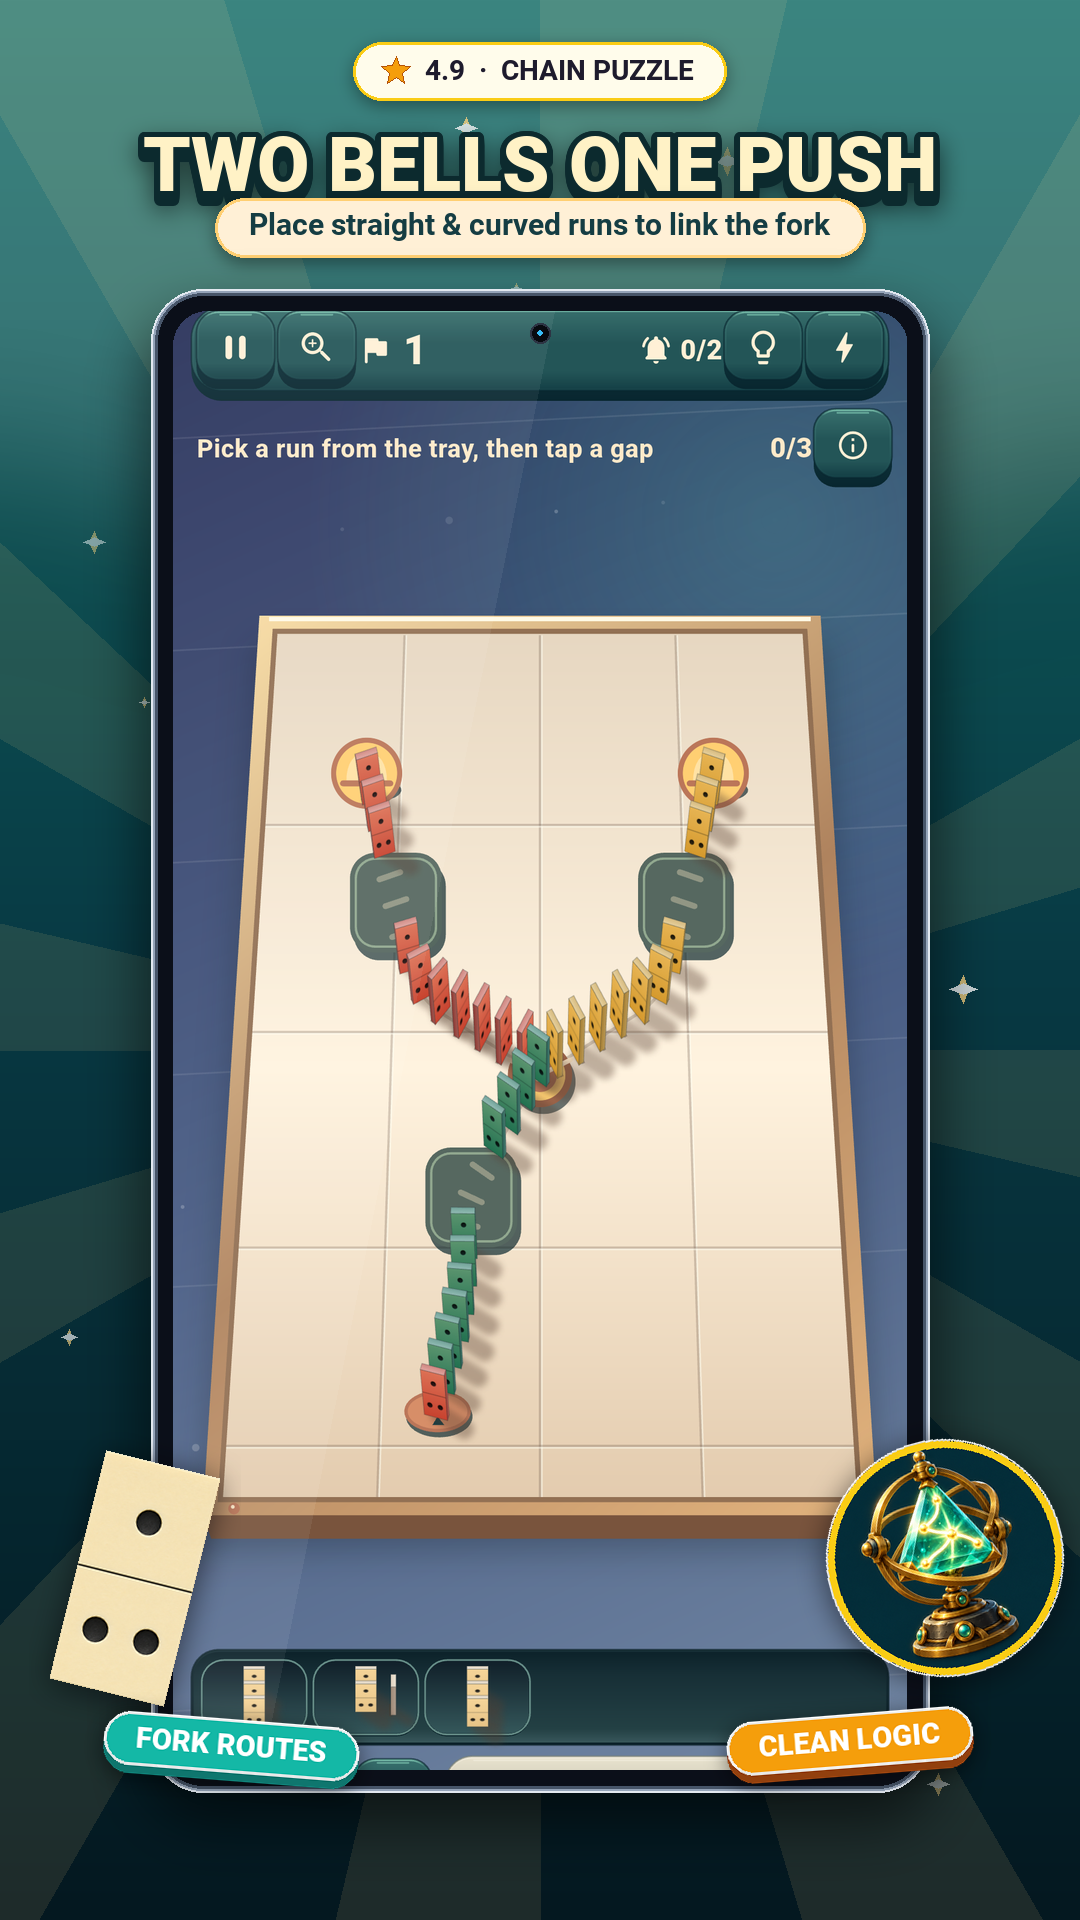 4.9 · CHAIN PUZZLE
TWO BELLS ONE PUSH
Place straight & curved runs to link the fork
1
0/2
Pick a run from the tray, then tap a gap
0/3
FORK ROUTES
CLEAN LOGIC